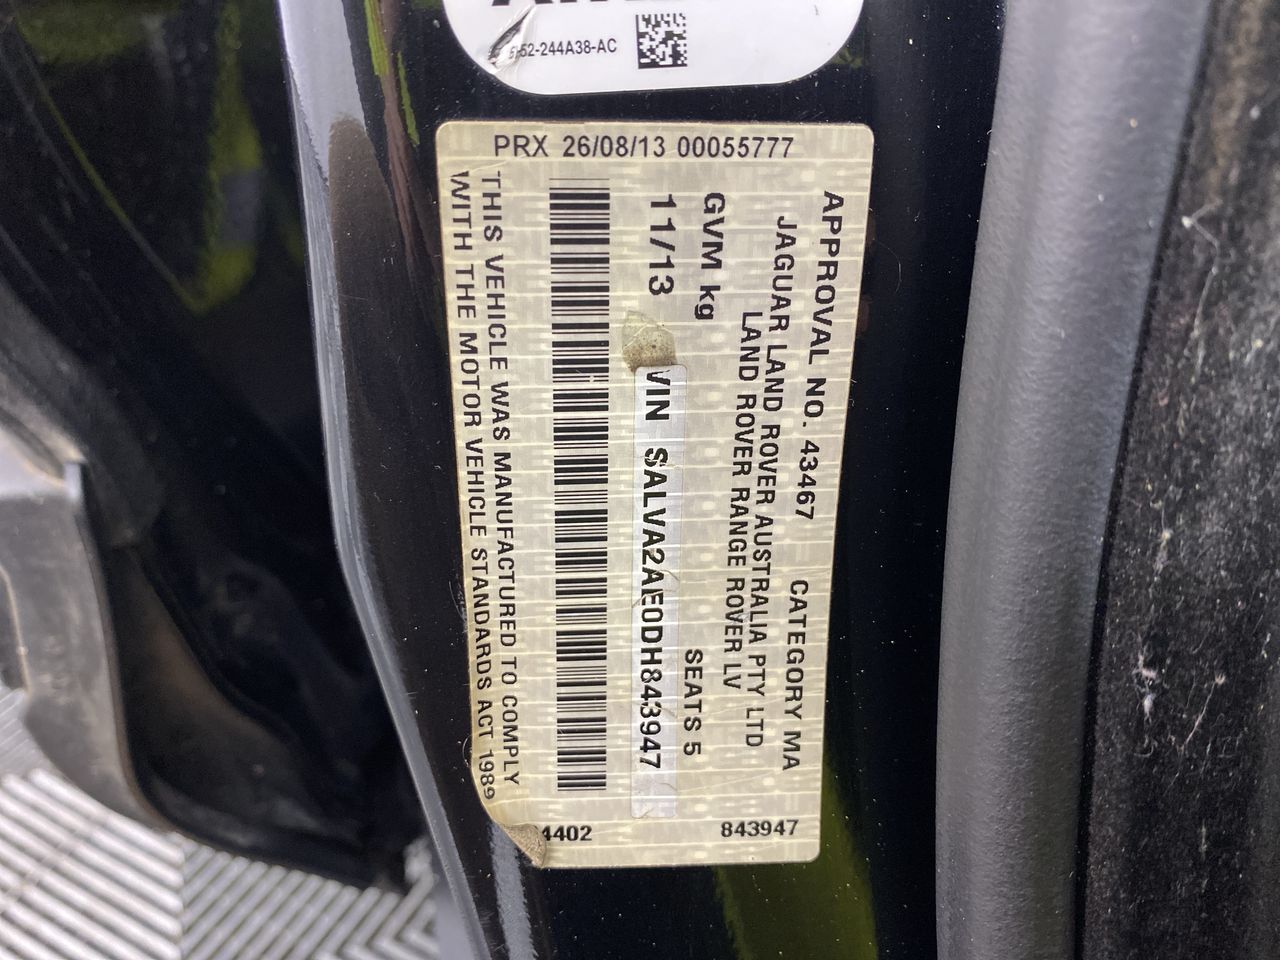 52-244A38-AC
PRX 26/08/13 00055777
APPROVAL NO. 43467 CATEGORY MA
JAGUAR LAND ROVER AUSTRALIA PTY LTD
LAND ROVER RANGE ROVER LV
GVM kg SEATS 5
11/13 VIN SALVA2AE0DH843947
THIS VEHICLE WAS MANUFACTURED TO COMPLY
WITH THE MOTOR VEHICLE STANDARDS ACT 1989
4402 843947